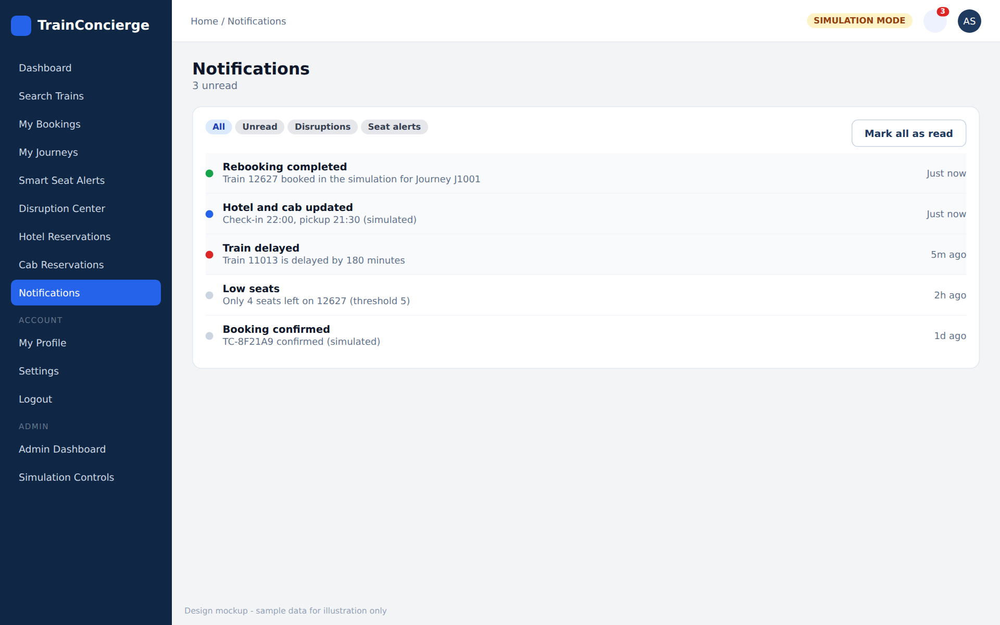 TrainConcierge
Dashboard
Search Trains
My Bookings
My Journeys
Smart Seat Alerts
Disruption Center
Hotel Reservations
Cab Reservations
Notifications
ACCOUNT
My Profile
Settings
Logout
ADMIN
Admin Dashboard
Simulation Controls
Home / Notifications
SIMULATION MODE
3
AS
Notifications
3 unread
All Unread Disruptions Seat alerts
Mark all as read
Rebooking completed
Train 12627 booked in the simulation for Journey J1001
Just now
Hotel and cab updated
Check-in 22:00, pickup 21:30 (simulated)
Just now
Train delayed
Train 11013 is delayed by 180 minutes
5m ago
Low seats
Only 4 seats left on 12627 (threshold 5)
2h ago
Booking confirmed
TC-8F21A9 confirmed (simulated)
1d ago
Design mockup - sample data for illustration only